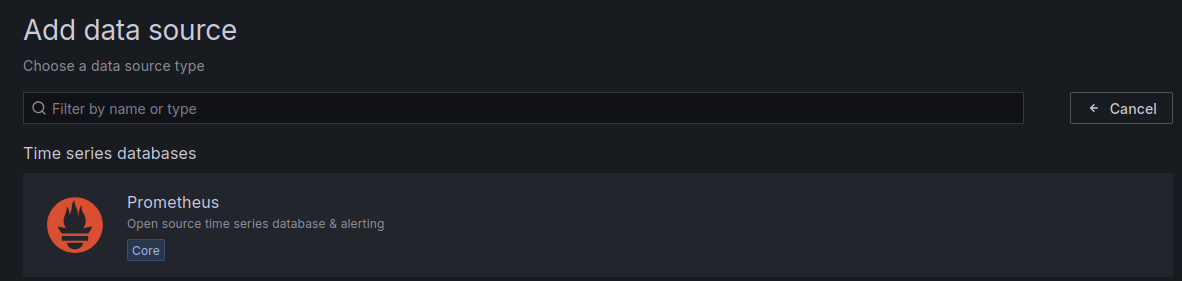 Add data source
Choose a data source type
Filter by name or type
Cancel
Time series databases
Prometheus
Open source time series database & alerting
Core